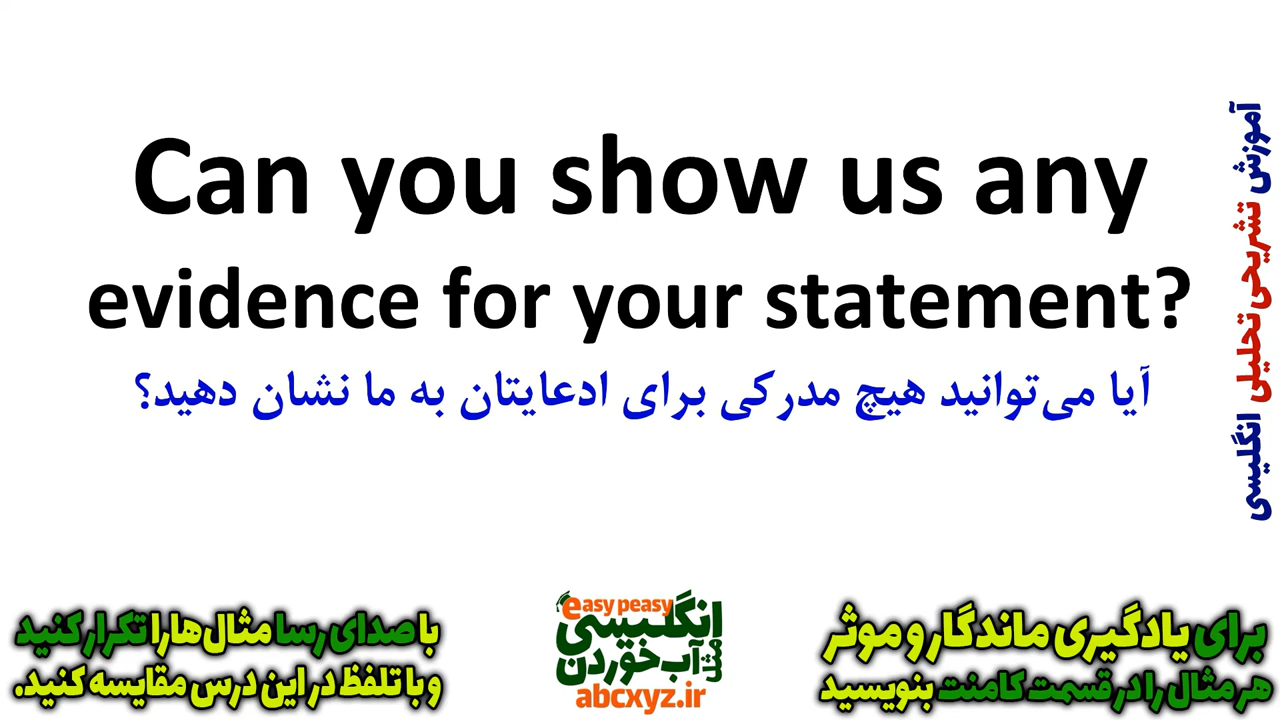 Can you show us any
evidence for your statement?
آیا می‌توانید هیچ مدرکی برای ادعایتان به ما نشان دهید؟
آموزش تشریحی تحلیلی انگلیسی
برای یادگیری ماندگار و موثر
هر مثال را در قسمت کامنت بنویسید
easy peasy
انگلیسی
مثل آب خوردن
abcxyz.ir
با صدای رسا مثال‌ها را تکرار کنید
و با تلفظ در این درس مقایسه کنید.